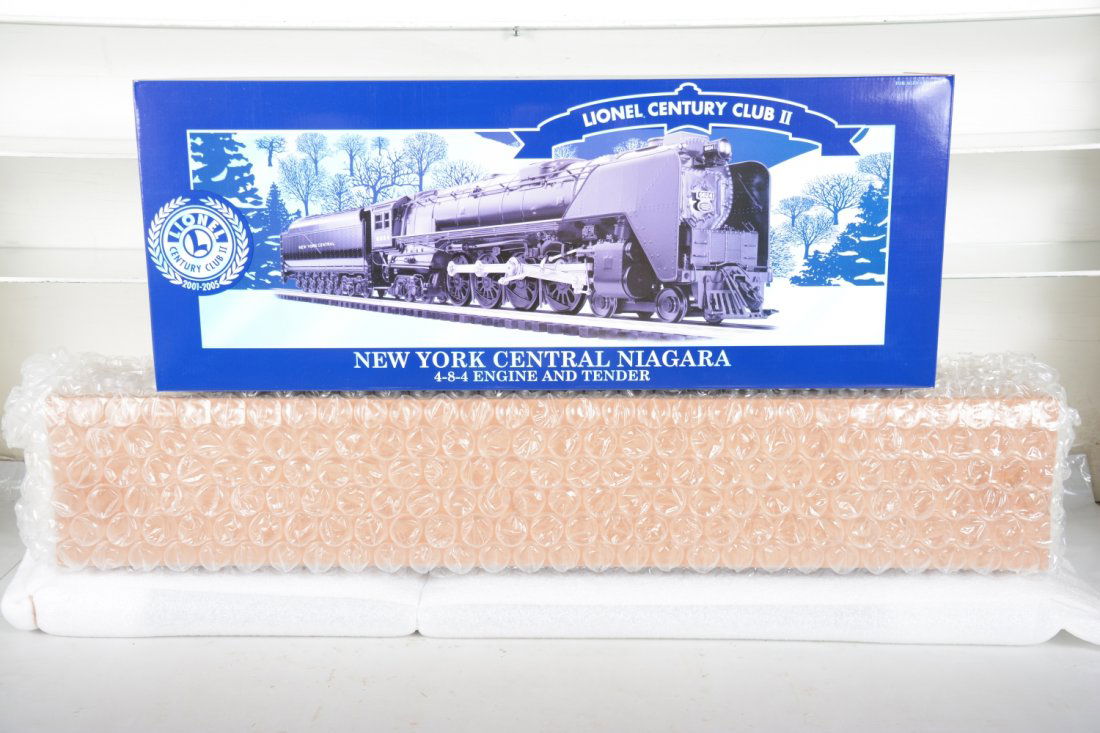 LIONEL CENTURY CLUB II
LIONEL
L
CENTURY CLUB II
2001-2005
NEW YORK CENTRAL
NEW YORK CENTRAL NIAGARA
4-8-4 ENGINE AND TENDER